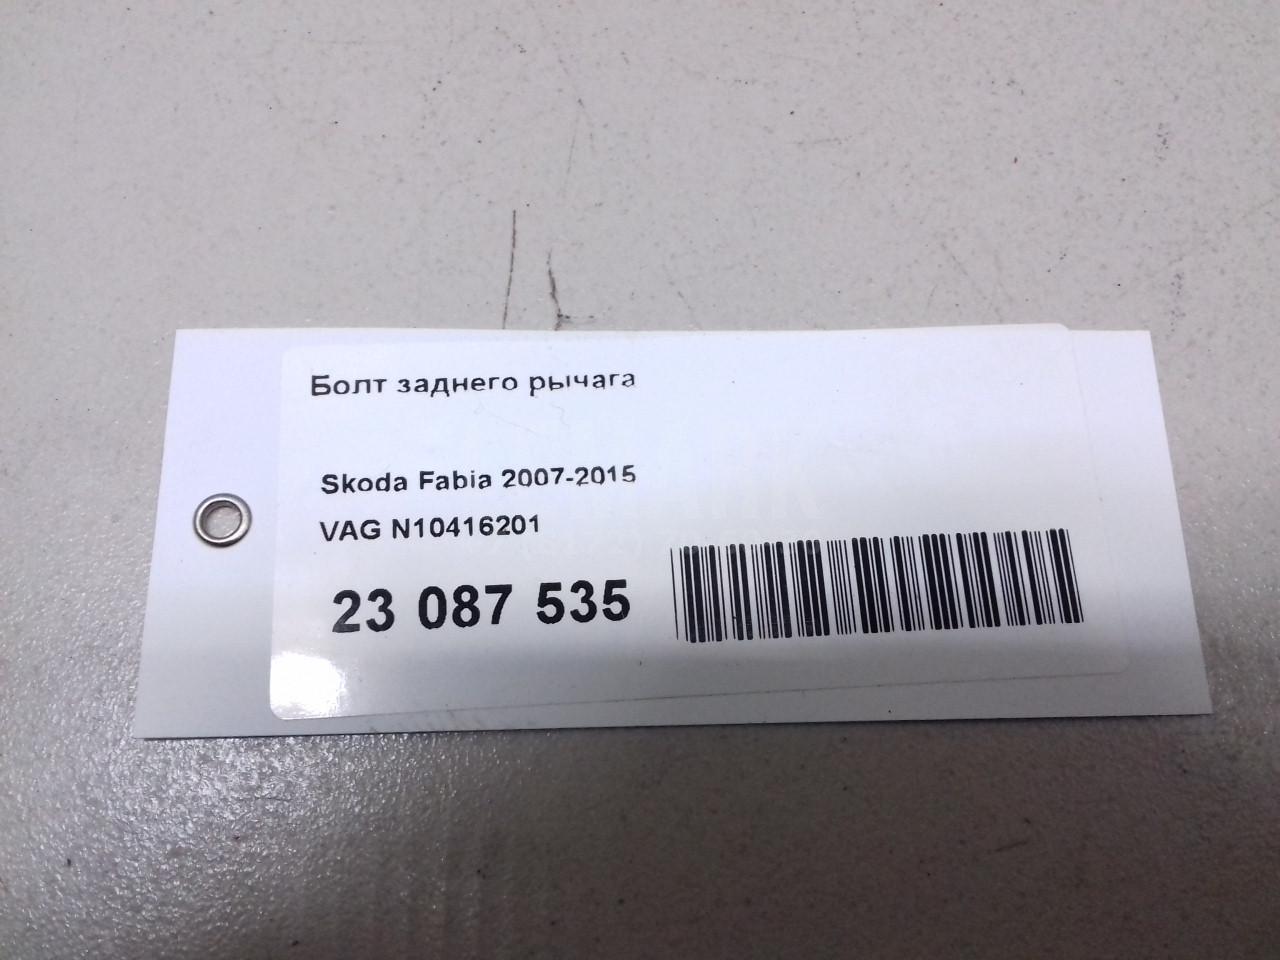 Болт заднего рычага
Skoda Fabia 2007-2015
VAG N10416201
23 087 535